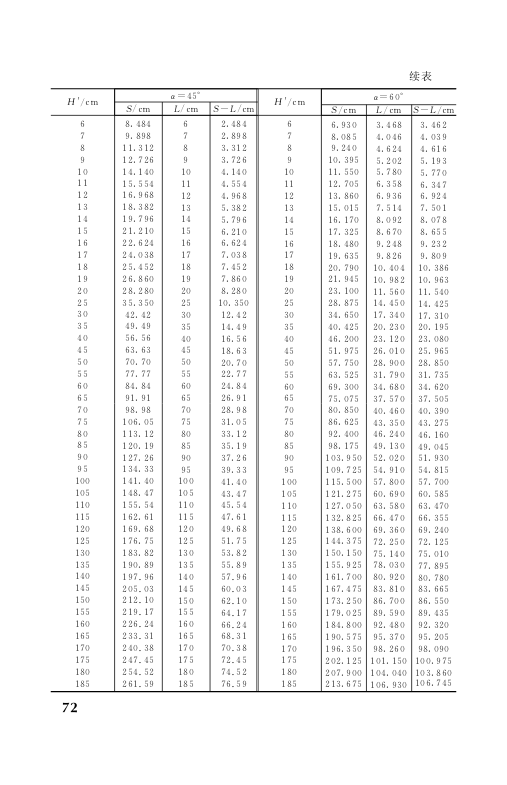 续表
H'/cm a=45° H'/cm a=60°
S/cm L/cm S−L/cm S/cm L/cm S−L/cm
6 8.484 6 2.484 6 6.930 3.468 3.462
7 9.898 7 2.898 7 8.085 4.046 4.039
8 11.312 8 3.312 8 9.240 4.624 4.616
9 12.726 9 3.726 9 10.395 5.202 5.193
10 14.140 10 4.140 10 11.550 5.780 5.770
11 15.554 11 4.554 11 12.705 6.358 6.347
12 16.968 12 4.968 12 13.860 6.936 6.924
13 18.382 13 5.382 13 15.015 7.514 7.501
14 19.796 14 5.796 14 16.170 8.092 8.078
15 21.210 15 6.210 15 17.325 8.670 8.655
16 22.624 16 6.624 16 18.480 9.248 9.232
17 24.038 17 7.038 17 19.635 9.826 9.809
18 25.452 18 7.452 18 20.790 10.404 10.386
19 26.860 19 7.860 19 21.945 10.982 10.963
20 28.280 20 8.280 20 23.100 11.560 11.540
25 35.350 25 10.350 25 28.875 14.450 14.425
30 42.42 30 12.42 30 34.650 17.340 17.310
35 49.49 35 14.49 35 40.425 20.230 20.195
40 56.56 40 16.56 40 46.200 23.120 23.080
45 63.63 45 18.63 45 51.975 26.010 25.965
50 70.70 50 20.70 50 57.750 28.900 28.850
55 77.77 55 22.77 55 63.525 31.790 31.735
60 84.84 60 24.84 60 69.300 34.680 34.620
65 91.91 65 26.91 65 75.075 37.570 37.505
70 98.98 70 28.98 70 80.850 40.460 40.390
75 106.05 75 31.05 75 86.625 43.350 43.275
80 113.12 80 33.12 80 92.400 46.240 46.160
85 120.19 85 35.19 85 98.175 49.130 49.045
90 127.26 90 37.26 90 103.950 52.020 51.930
95 134.33 95 39.33 95 109.725 54.910 54.815
100 141.40 100 41.40 100 115.500 57.800 57.700
105 148.47 105 43.47 105 121.275 60.690 60.585
110 155.54 110 45.54 110 127.050 63.580 63.470
115 162.61 115 47.61 115 132.825 66.470 66.355
120 169.68 120 49.68 120 138.600 69.360 69.240
125 176.75 125 51.75 125 144.375 72.250 72.125
130 183.82 130 53.82 130 150.150 75.140 75.010
135 190.89 135 55.89 135 155.925 78.030 77.895
140 197.96 140 57.96 140 161.700 80.920 80.780
145 205.03 145 60.03 145 167.475 83.810 83.665
150 212.10 150 62.10 150 173.250 86.700 86.550
155 219.17 155 64.17 155 179.025 89.590 89.435
160 226.24 160 66.24 160 184.800 92.480 92.320
165 233.31 165 68.31 165 190.575 95.370 95.205
170 240.38 170 70.38 170 196.350 98.260 98.090
175 247.45 175 72.45 175 202.125 101.150 100.975
180 254.52 180 74.52 180 207.900 104.040 103.860
185 261.59 185 76.59 185 213.675 106.930 106.745
72